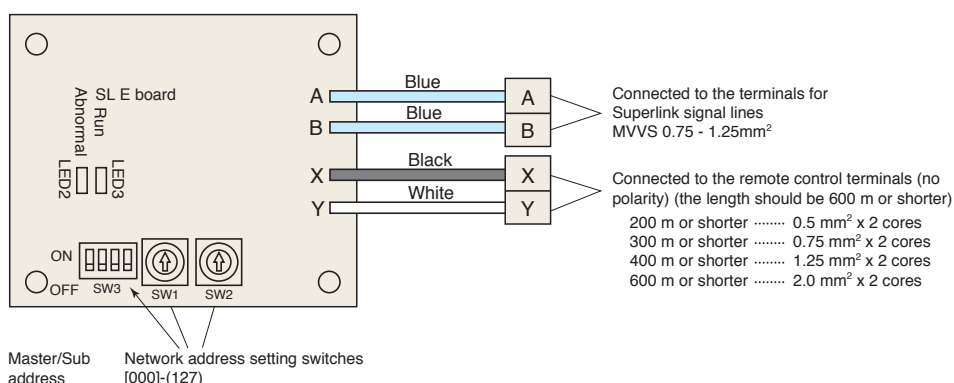 SL E board
Abnormal
Run
LED2
LED3
A
B
X
Y
Blue
Blue
Black
White
A
B
X
Y
Connected to the terminals for
Superlink signal lines
MVVS 0.75 - 1.25mm²
Connected to the remote control terminals (no
polarity) (the length should be 600 m or shorter)
200 m or shorter ........ 0.5 mm² x 2 cores
300 m or shorter ........ 0.75 mm² x 2 cores
400 m or shorter ........ 1.25 mm² x 2 cores
600 m or shorter ........ 2.0 mm² x 2 cores
ON
OFF
SW3
SW1
SW2
Master/Sub
address
Network address setting switches
[000]-(127)